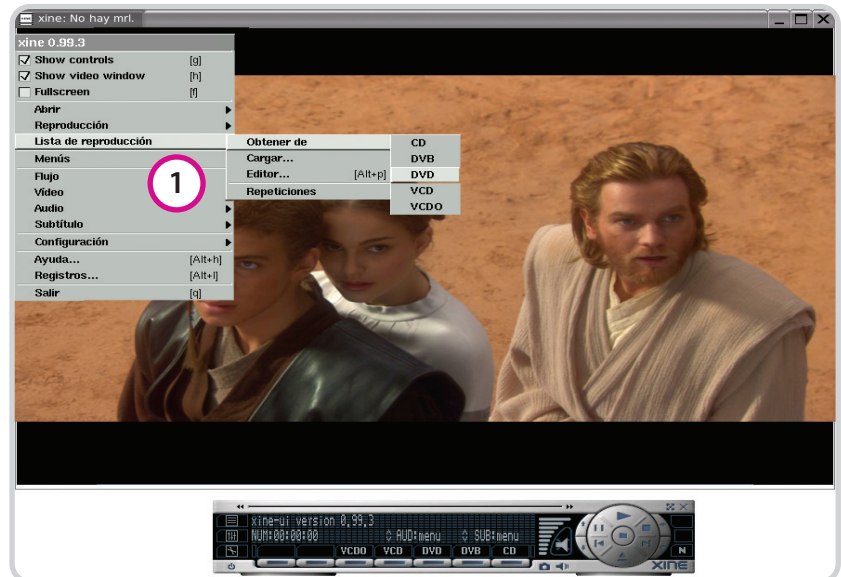 xine: No hay mrl.
xine 0.99.3
Show controls [g]
Show video window [h]
Fullscreen [f]
Abrir
Reproducción
Lista de reproducción
Menús
Flujo
Vídeo
Audio
Subtítulo
Configuración
Ayuda... [Alt+h]
Registros... [Alt+l]
Salir [q]
1
Obtener de
Cargar...
Editor... [Alt+p]
Repeticiones
CD
DVB
DVD
VCD
VCDO
xine-ui version 0.99.3
NUM:00:00:00 AUD:menu SUB:menu
VCDO VCD DVD DVB CD
N
XINE